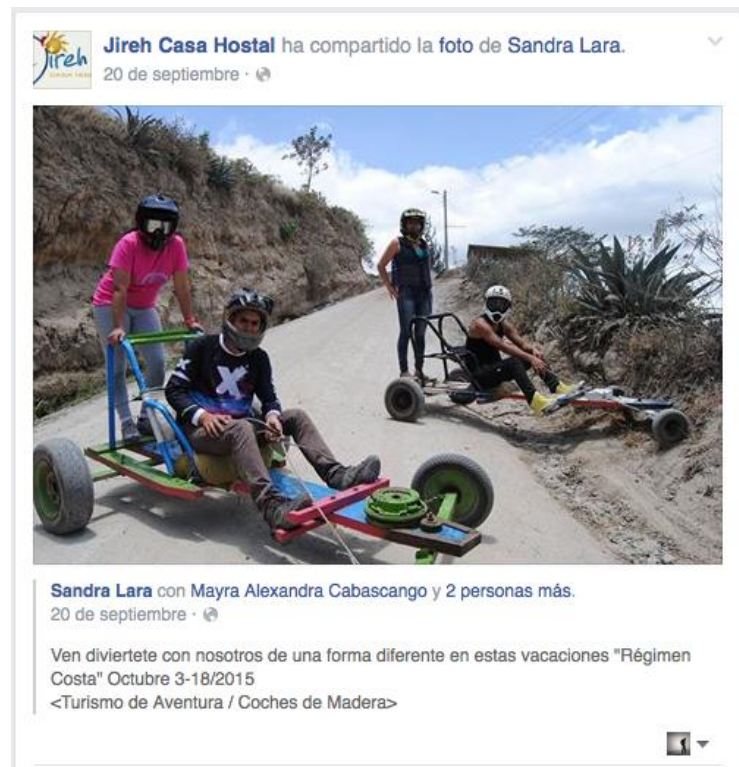 Jireh
Jireh Casa Hostal ha compartido la foto de Sandra Lara.
20 de septiembre ·
X
Sandra Lara con Mayra Alexandra Cabascango y 2 personas más.
20 de septiembre ·
Ven diviertete con nosotros de una forma diferente en estas vacaciones "Régimen
Costa" Octubre 3-18/2015
<Turismo de Aventura / Coches de Madera>